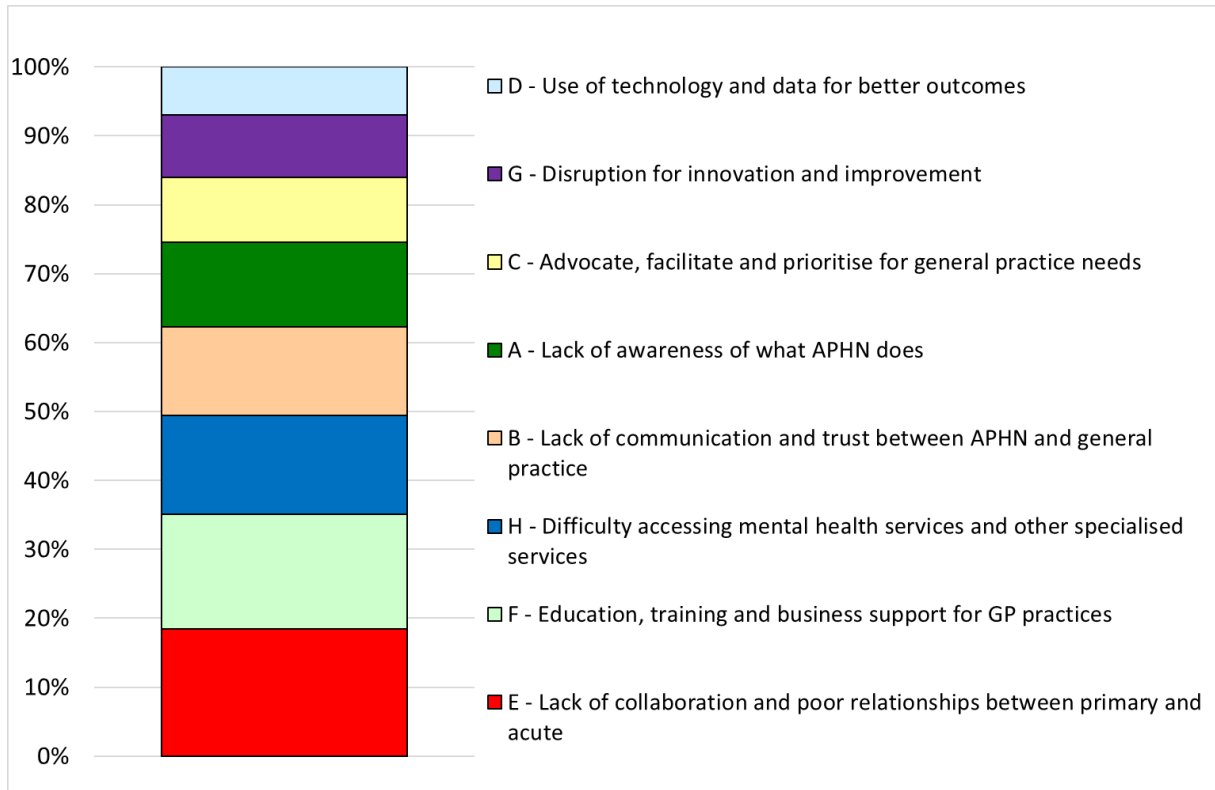 100%
90%
80%
70%
60%
50%
40%
30%
20%
10%
0%
D - Use of technology and data for better outcomes
G - Disruption for innovation and improvement
C - Advocate, facilitate and prioritise for general practice needs
A - Lack of awareness of what APHN does
B - Lack of communication and trust between APHN and general
practice
H - Difficulty accessing mental health services and other specialised
services
F - Education, training and business support for GP practices
E - Lack of collaboration and poor relationships between primary and
acute